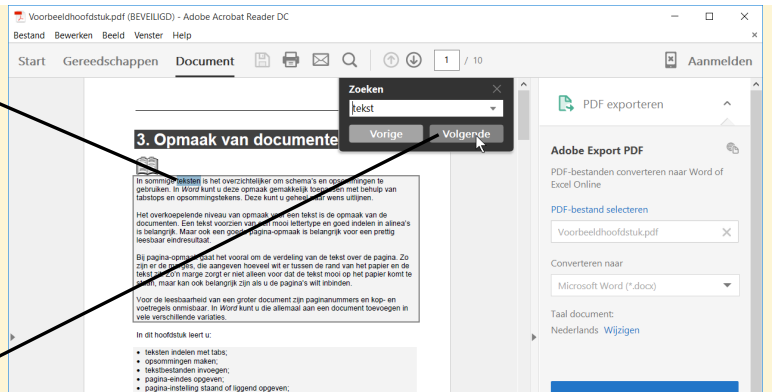 Voorbeeldhoofdstuk.pdf (BEVEILIGD) - Adobe Acrobat Reader DC
Bestand Bewerken Beeld Venster Help
Start Gereedschappen Document 1 / 10 Aanmelden
Zoeken
tekst
Vorige Volgende
3. Opmaak van documente
In sommige teksten is het overzichtelijker om schema's en opsommingen te
gebruiken. In Word kunt u deze opmaak gemakkelijk toepassen met behulp van
tabstops en opsommingstekens. Deze kunt u geheel naar wens uitlijnen.
Het overkoepelende niveau van opmaak voor een tekst is de opmaak van de
documenten. Een tekst voorzien van een mooi lettertype en goed indelen in alinea's
is belangrijk. Maar ook een goede pagina-opmaak is belangrijk voor een prettig
leesbaar eindresultaat.
Bij pagina-opmaak gaat het vooral om de verdeling van de tekst over de pagina. Zo
zijn er de marges, die aangeven hoeveel wit er tussen de rand van het papier en de
tekst zit. Zo'n marge zorgt er niet alleen voor dat de tekst mooi op het papier komt te
staan, maar kan ook belangrijk zijn als u de pagina's wilt inbinden.
Voor de leesbaarheid van een groter document zijn paginanummers en kop- en
voetregels onmisbaar. In Word kunt u die allemaal aan een document toevoegen in
vele verschillende variaties.
In dit hoofdstuk leert u:
• teksten indelen met tabs;
• opsommingen maken;
• tekstbestanden invoegen;
• pagina-eindes opgeven;
• pagina-instelling staand of liggend opgeven;
PDF exporteren
Adobe Export PDF
PDF-bestanden converteren naar Word of
Excel Online
PDF-bestand selecteren
Voorbeeldhoofdstuk.pdf
Converteren naar
Microsoft Word (*.docx)
Taal document:
Nederlands Wijzigen